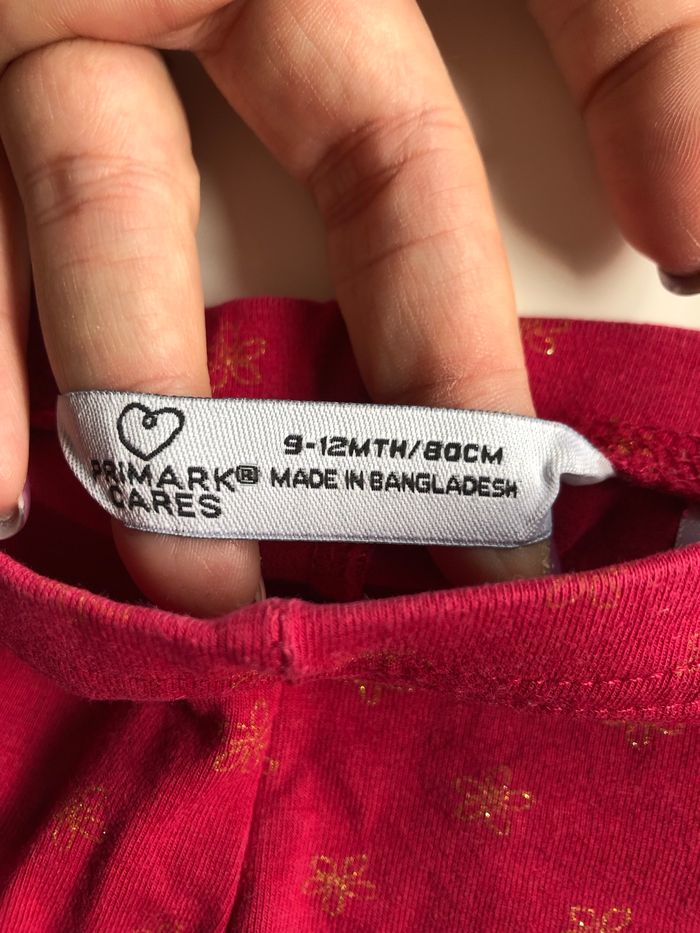 PRIMARK®
CARES
9-12MTH/80CM
MADE IN BANGLADESH